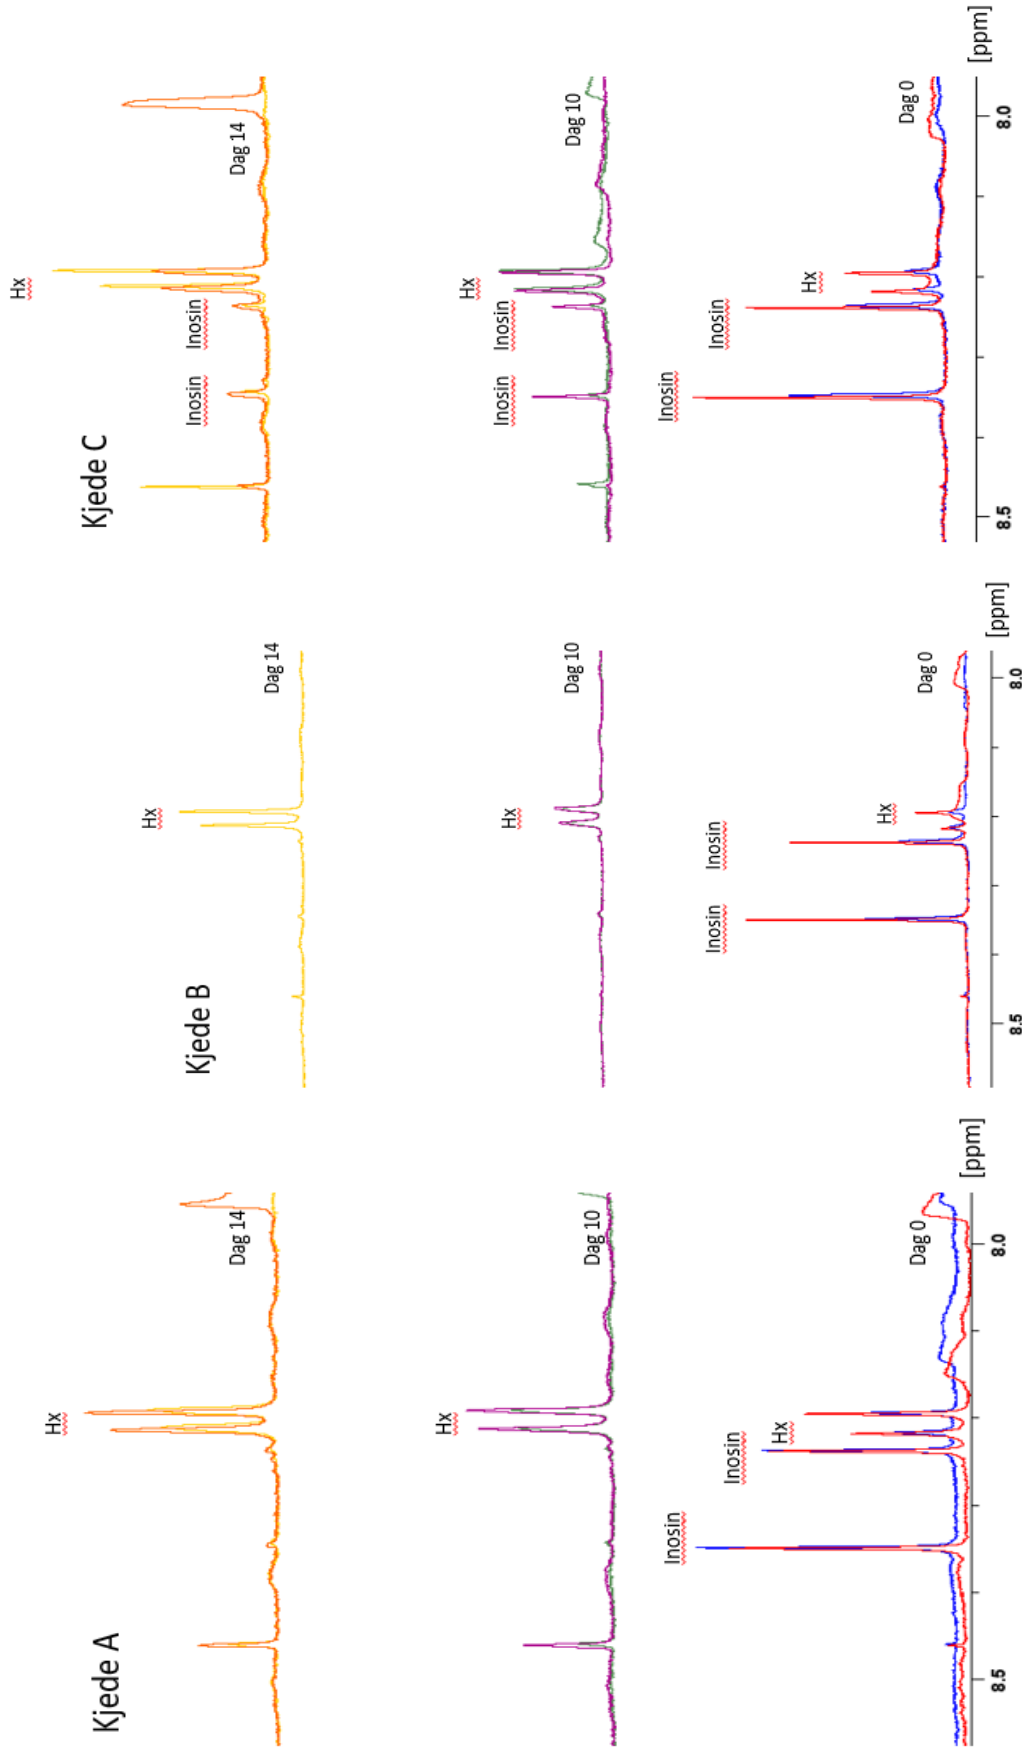 Kjede A
Hx
Dag 14
Hx
Dag 10
Inosin
Inosin
Hx
Dag 0
8.5
8.0
[ppm]
Kjede B
Hx
Dag 14
Hx
Dag 10
Inosin
Inosin
Hx
Dag 0
8.5
8.0
[ppm]
Kjede C
Hx
Inosin
Inosin
Dag 14
Hx
Inosin
Inosin
Dag 10
Inosin
Inosin
Hx
Dag 0
8.5
8.0
[ppm]